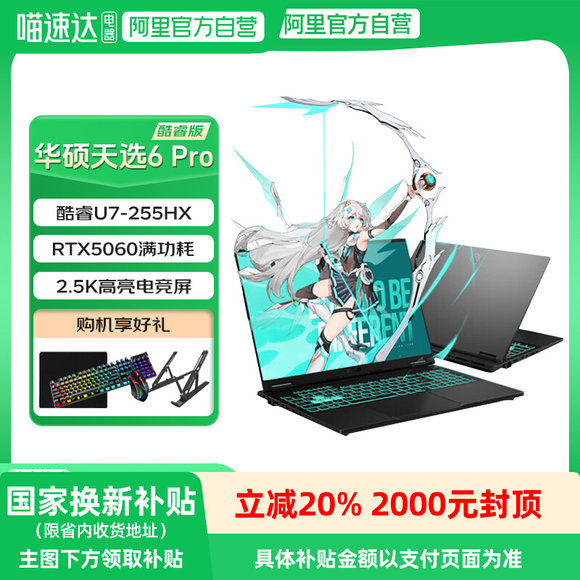 喵速达电器 阿里官方自营 阿里官方自营
酷睿版
华硕天选6 Pro
酷睿U7-255HX
RTX5060满功耗
2.5K高亮电竞屏
购机享好礼
国家换新补贴
(限省内收货地址)
主图下方领取补贴
立减20% 2000元封顶
具体补贴金额以支付页面为准